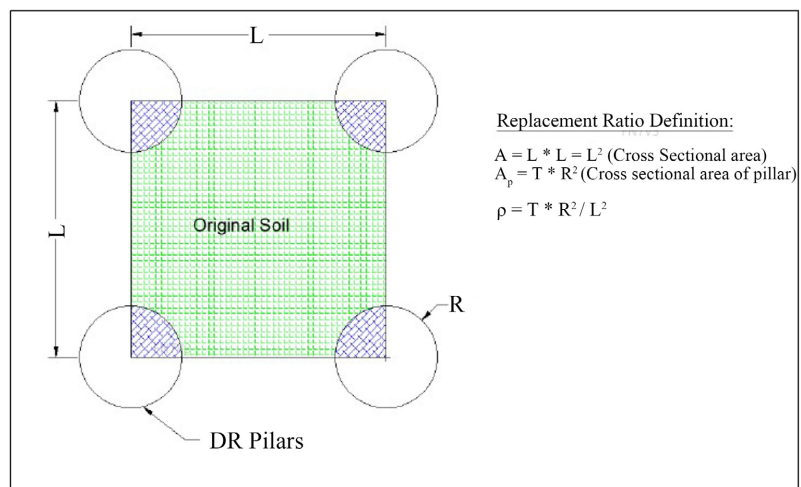 L
L
Original Soil
R
DR Pilars
Replacement Ratio Definition:
A = L * L = L² (Cross Sectional area)
Aₚ = T * R² (Cross sectional area of pillar)
ρ = T * R² / L²